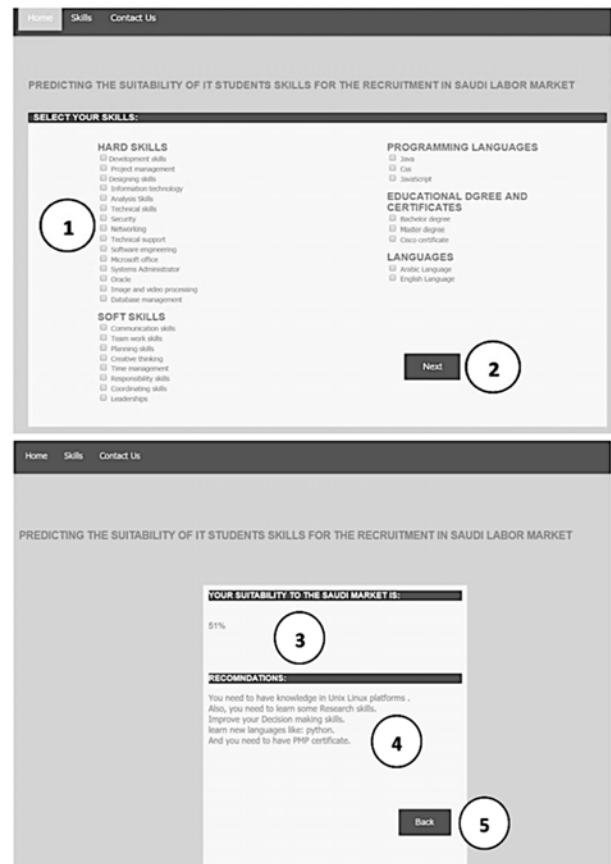 Home Skills Contact Us
PREDICTING THE SUITABILITY OF IT STUDENTS SKILLS FOR THE RECRUITMENT IN SAUDI LABOR MARKET
SELECT YOUR SKILLS:
HARD SKILLS
Development skills
Project management
Designing skills
Information technology
Analysis Skills
Technical skills
Security
Networking
Technical support
Software engineering
Microsoft office
Systems Administrator
Oracle
Image and video processing
Database management
1
SOFT SKILLS
Communication skills
Team work skills
Planning skills
Creative thinking
Time management
Responsibility skills
Coordinating skills
Leaderships
PROGRAMMING LANGUAGES
Java
Css
JavaScript
EDUCATIONAL DGREE AND
CERTIFICATES
Bachelor degree
Master degree
Cisco certificate
LANGUAGES
Arabic Language
English Language
Next 2
Home Skills Contact Us
PREDICTING THE SUITABILITY OF IT STUDENTS SKILLS FOR THE RECRUITMENT IN SAUDI LABOR MARKET
YOUR SUITABILITY TO THE SAUDI MARKET IS:
51% 3
RECOMNDATIONS:
You need to have knowledge in Unix Linux platforms .
Also, you need to learn some Research skills.
Improve your Decision making skills.
learn new languages like: python.
And you need to have PMP certificate.
4
Back 5